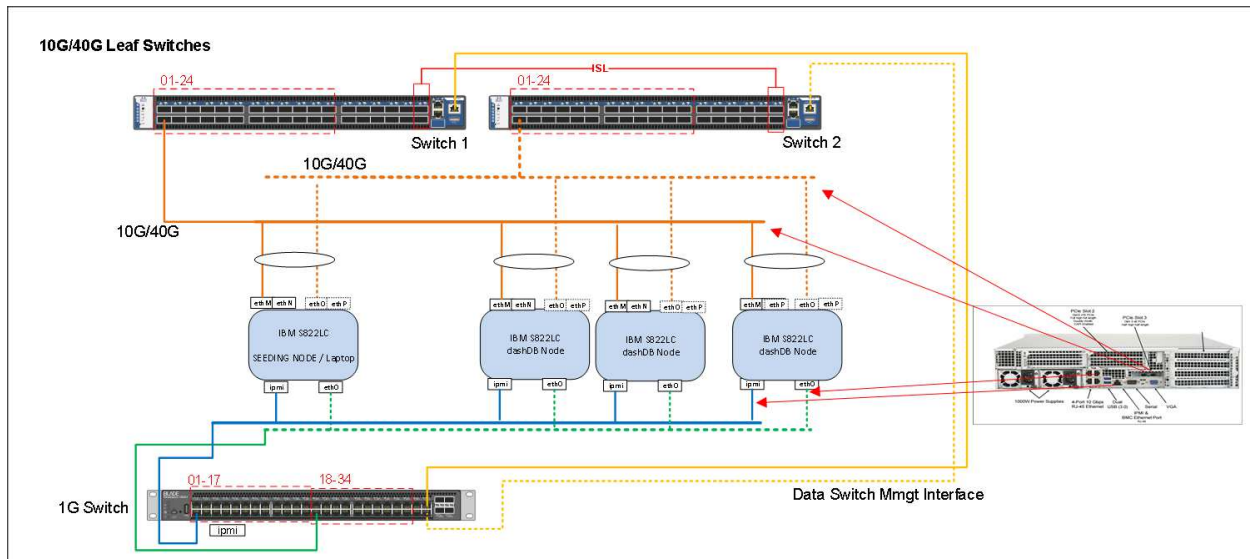 10G/40G Leaf Switches
01-24
ISL
01-24
Switch 1
Switch 2
10G/40G
10G/40G
ethM ethN
ethO ethP
ethM ethN
ethO ethP
ethM ethN
ethO ethP
ethM ethP
ethO ethP
IBM S822LC
SEEDING NODE / Laptop
IBM S822LC
dashDB Node
IBM S822LC
dashDB Node
IBM S822LC
dashDB Node
ipmi
eth0
ipmi
eth0
ipmi
eth0
ipmi
eth0
PCIe Slot 2
PCIe Slot 3
1000W Power Supplies
4-Port 10 Gbps
RJ-45 Ethernet
Dual
USB (3.0)
IPMI &
BMC Ethernet Port
Serial
VGA
01-17
18-34
1G Switch
ipmi
Data Switch Mmgt Interface